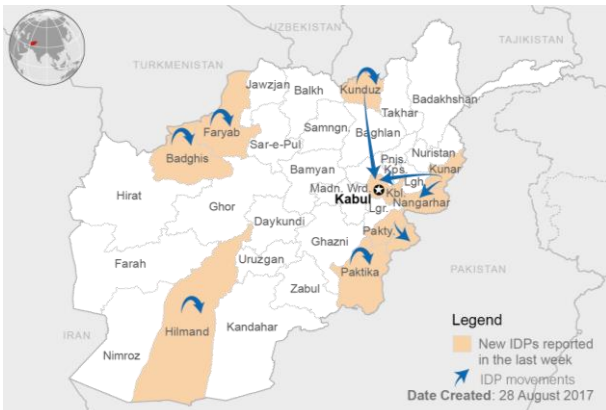 UZBEKISTAN
TAJIKISTAN
TURKMENISTAN
Jawzjan
Balkh
Kunduz
Badakhshan
Takhar
Faryab
Samngn.
Baghlan
Sar-e-Pul
Badghis
Nuristan
Pnjs.
Kps.
Kunar
Bamyan
Lgh.
Hirat
Madn. Wrd.
Kbl.
Kabul
Nangarhar
Ghor
Lgr.
Daykundi
Pakty.
Ghazni
Uruzgan
Paktika
PAKISTAN
Farah
Zabul
Hilmand
Kandahar
IRAN
Nimroz
Legend
New IDPs reported
in the last week
IDP movements
Date Created: 28 August 2017